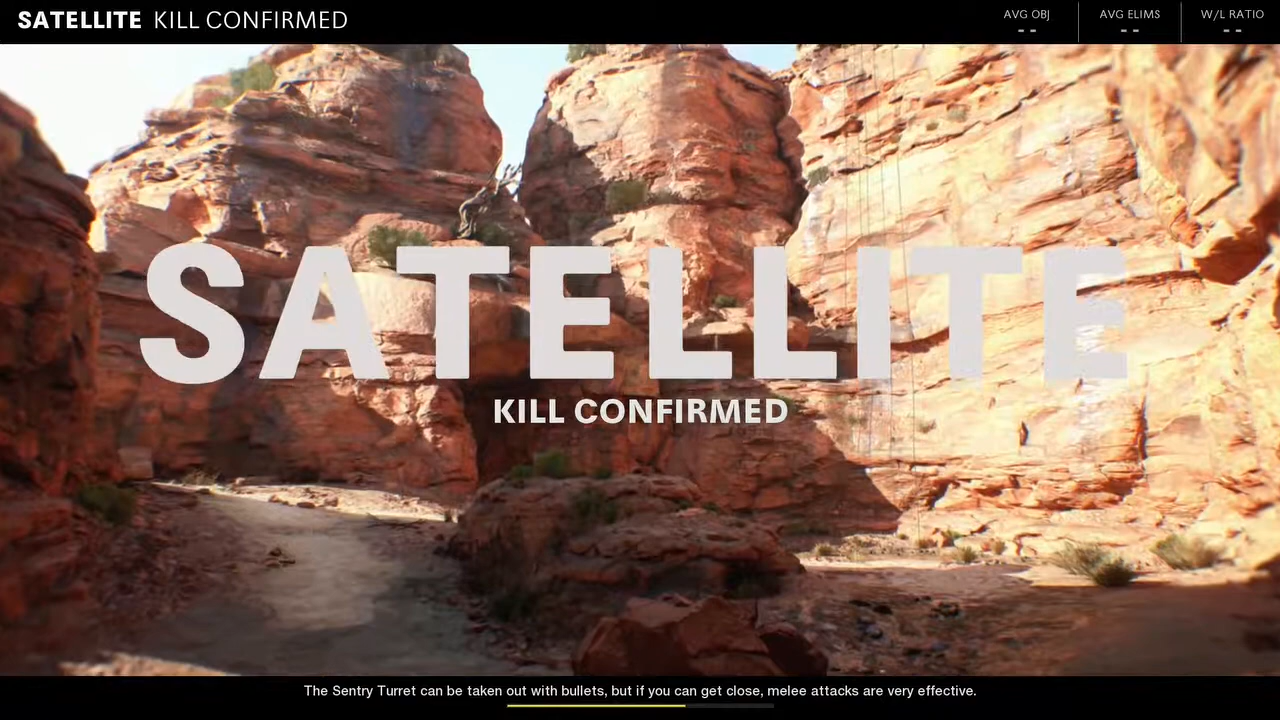 SATELLITE KILL CONFIRMED
AVG OBJ
--
AVG ELIMS
--
W/L RATIO
--
SATELLITE
KILL CONFIRMED
The Sentry Turret can be taken out with bullets, but if you can get close, melee attacks are very effective.